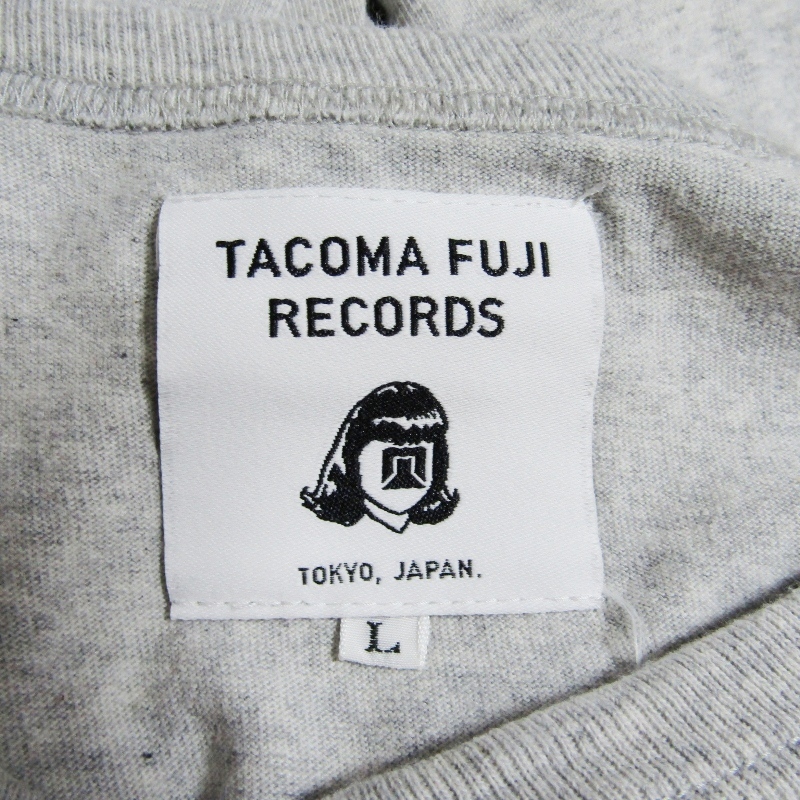 TACOMA FUJI
RECORDS
TOKYO, JAPAN.
L